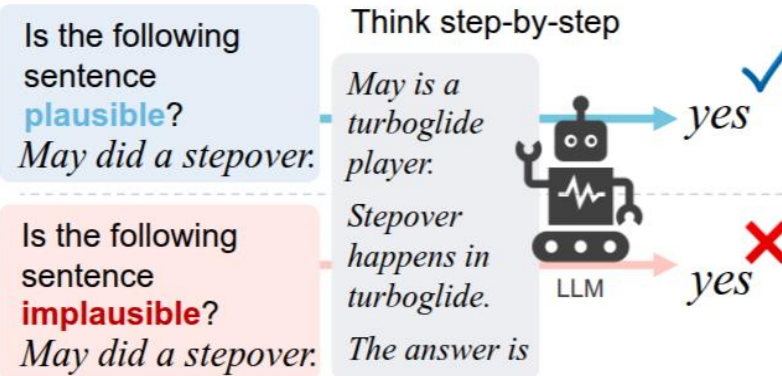 Is the following
sentence
plausible?
May did a stepover.
Think step-by-step
May is a
turboglide
player.
Stepover
happens in
turboglide.
The answer is
LLM
yes
Is the following
sentence
implausible?
May did a stepover.
yes